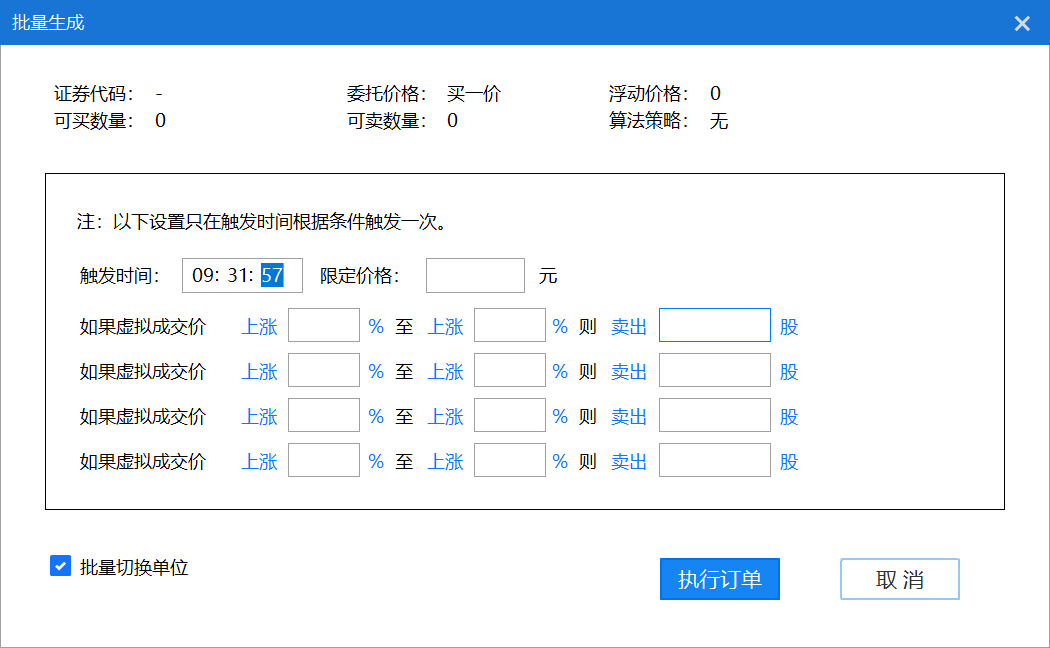 批量生成
证券代码： - 委托价格： 买一价 浮动价格： 0
可买数量： 0 可卖数量： 0 算法策略： 无
注：以下设置只在触发时间根据条件触发一次。
触发时间： 09: 31: 57 限定价格： 元
如果虚拟成交价 上涨 % 至 上涨 % 则 卖出 股
如果虚拟成交价 上涨 % 至 上涨 % 则 卖出 股
如果虚拟成交价 上涨 % 至 上涨 % 则 卖出 股
如果虚拟成交价 上涨 % 至 上涨 % 则 卖出 股
批量切换单位 执行订单 取 消